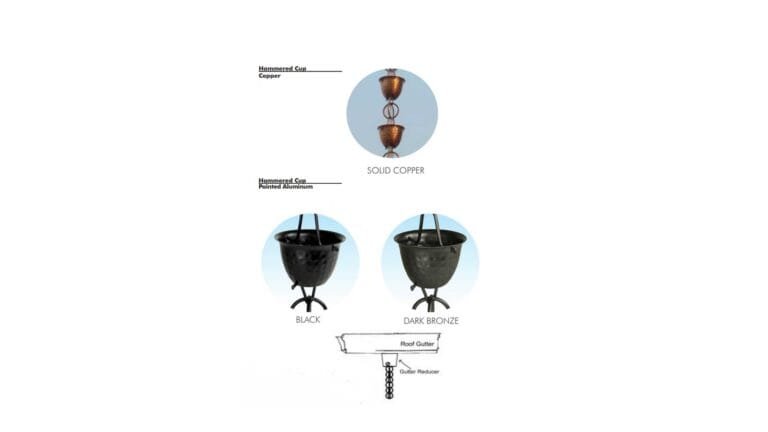 Hammered Cup
Copper
SOLID COPPER
Hammered Cup
Painted Aluminum
BLACK
DARK BRONZE
Roof Gutter
Gutter Reducer